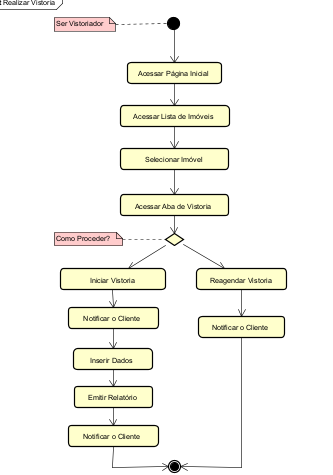 Realizar Vistoria
Ser Vistoriador
Acessar Página Inicial
Acessar Lista de Imóveis
Selecionar Imóvel
Acessar Aba de Vistoria
Como Proceder?
Iniciar Vistoria
Reagendar Vistoria
Notificar o Cliente
Notificar o Cliente
Inserir Dados
Emitir Relatório
Notificar o Cliente